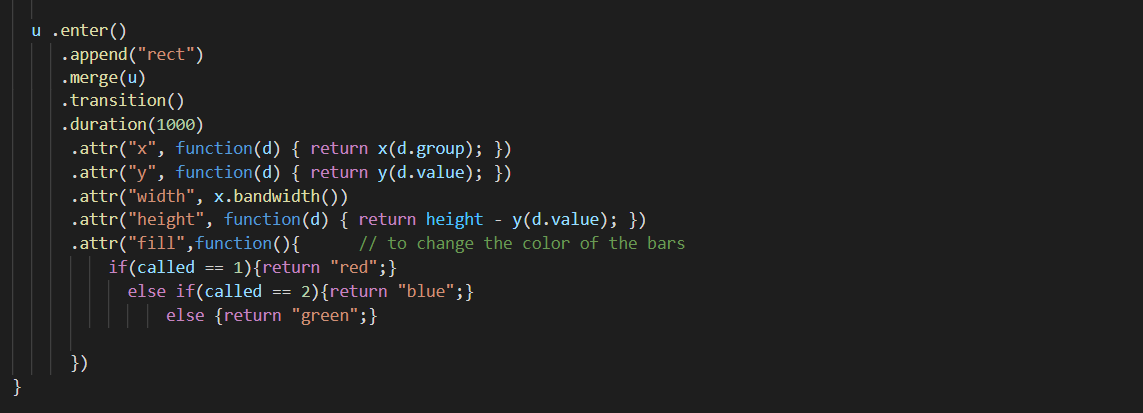 u .enter()
.append("rect")
.merge(u)
.transition()
.duration(1000)
.attr("x", function(d) { return x(d.group); })
.attr("y", function(d) { return y(d.value); })
.attr("width", x.bandwidth())
.attr("height", function(d) { return height - y(d.value); })
.attr("fill",function(){      // to change the color of the bars
if(called == 1){return "red";}
else if(called == 2){return "blue";}
else {return "green";}
})
}